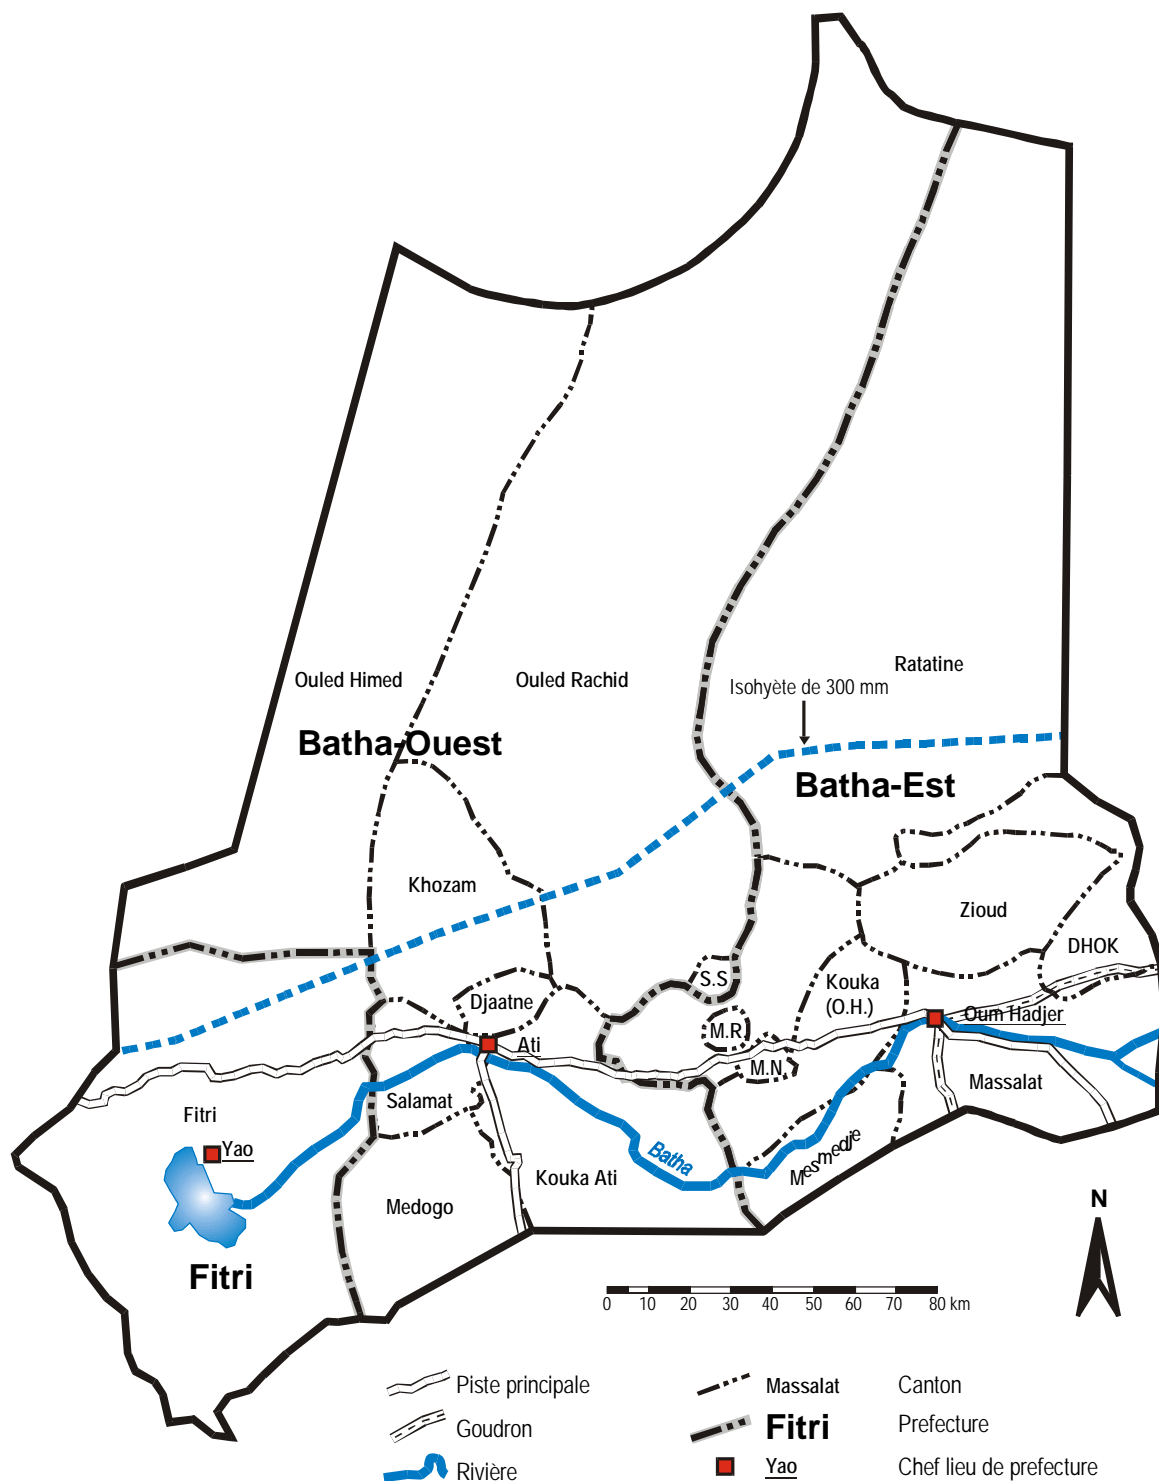 Ratatine
Ouled Himed
Ouled Rachid
Isohyète de 300 mm
Batha-Ouest
Batha-Est
Khozam
Zioud
DHOK
S.S
Kouka
(O.H.)
Djaatne
Oum Hadjer
M.R.
Ati
M.N.
Massalat
Salamat
Fitri
Yao
Batha
Mesmedje
Kouka Ati
Medogo
N
Fitri
0 10 20 30 40 50 60 70 80 km
Piste principale
Massalat
Canton
Goudron
Fitri
Prefecture
Rivière
Yao
Chef lieu de prefecture